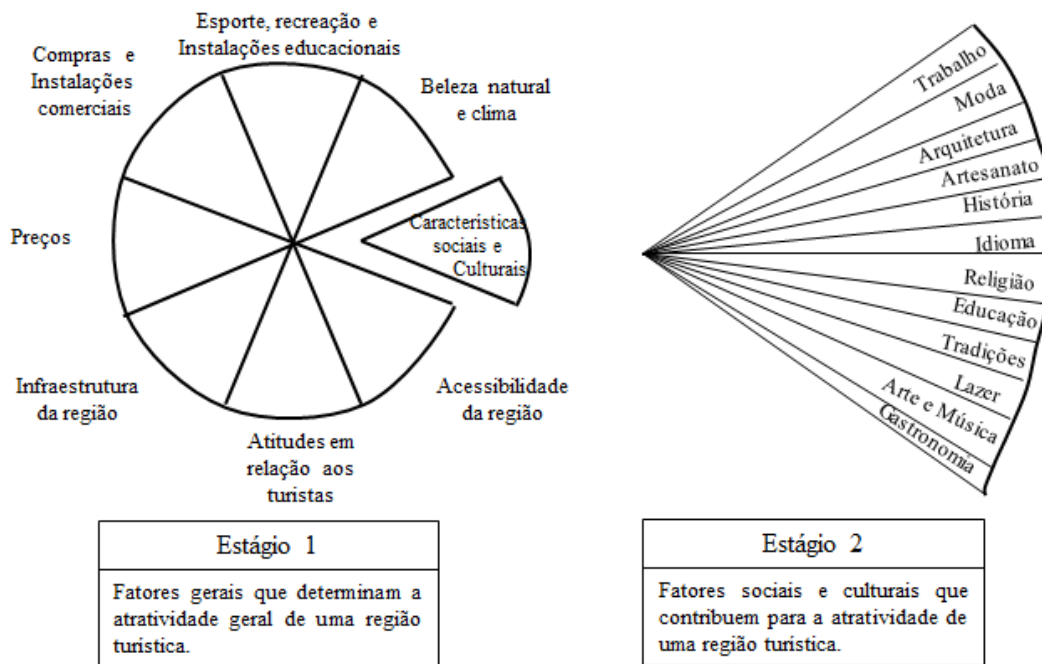 Esporte, recreação e
Instalações educacionais
Compras e
Instalações
comerciais
Beleza natural
e clima
Preços
Características
sociais e
Culturais
Infraestrutura
da região
Acessibilidade
da região
Atitudes em
relação aos
turistas
Estágio 1
Fatores gerais que determinam a
atratividade geral de uma região
turística.
Trabalho
Moda
Arquitetura
Artesanato
História
Idioma
Religião
Educação
Tradições
Lazer
Arte e Música
Gastronomia
Estágio 2
Fatores sociais e culturais que
contribuem para a atratividade de
uma região turística.